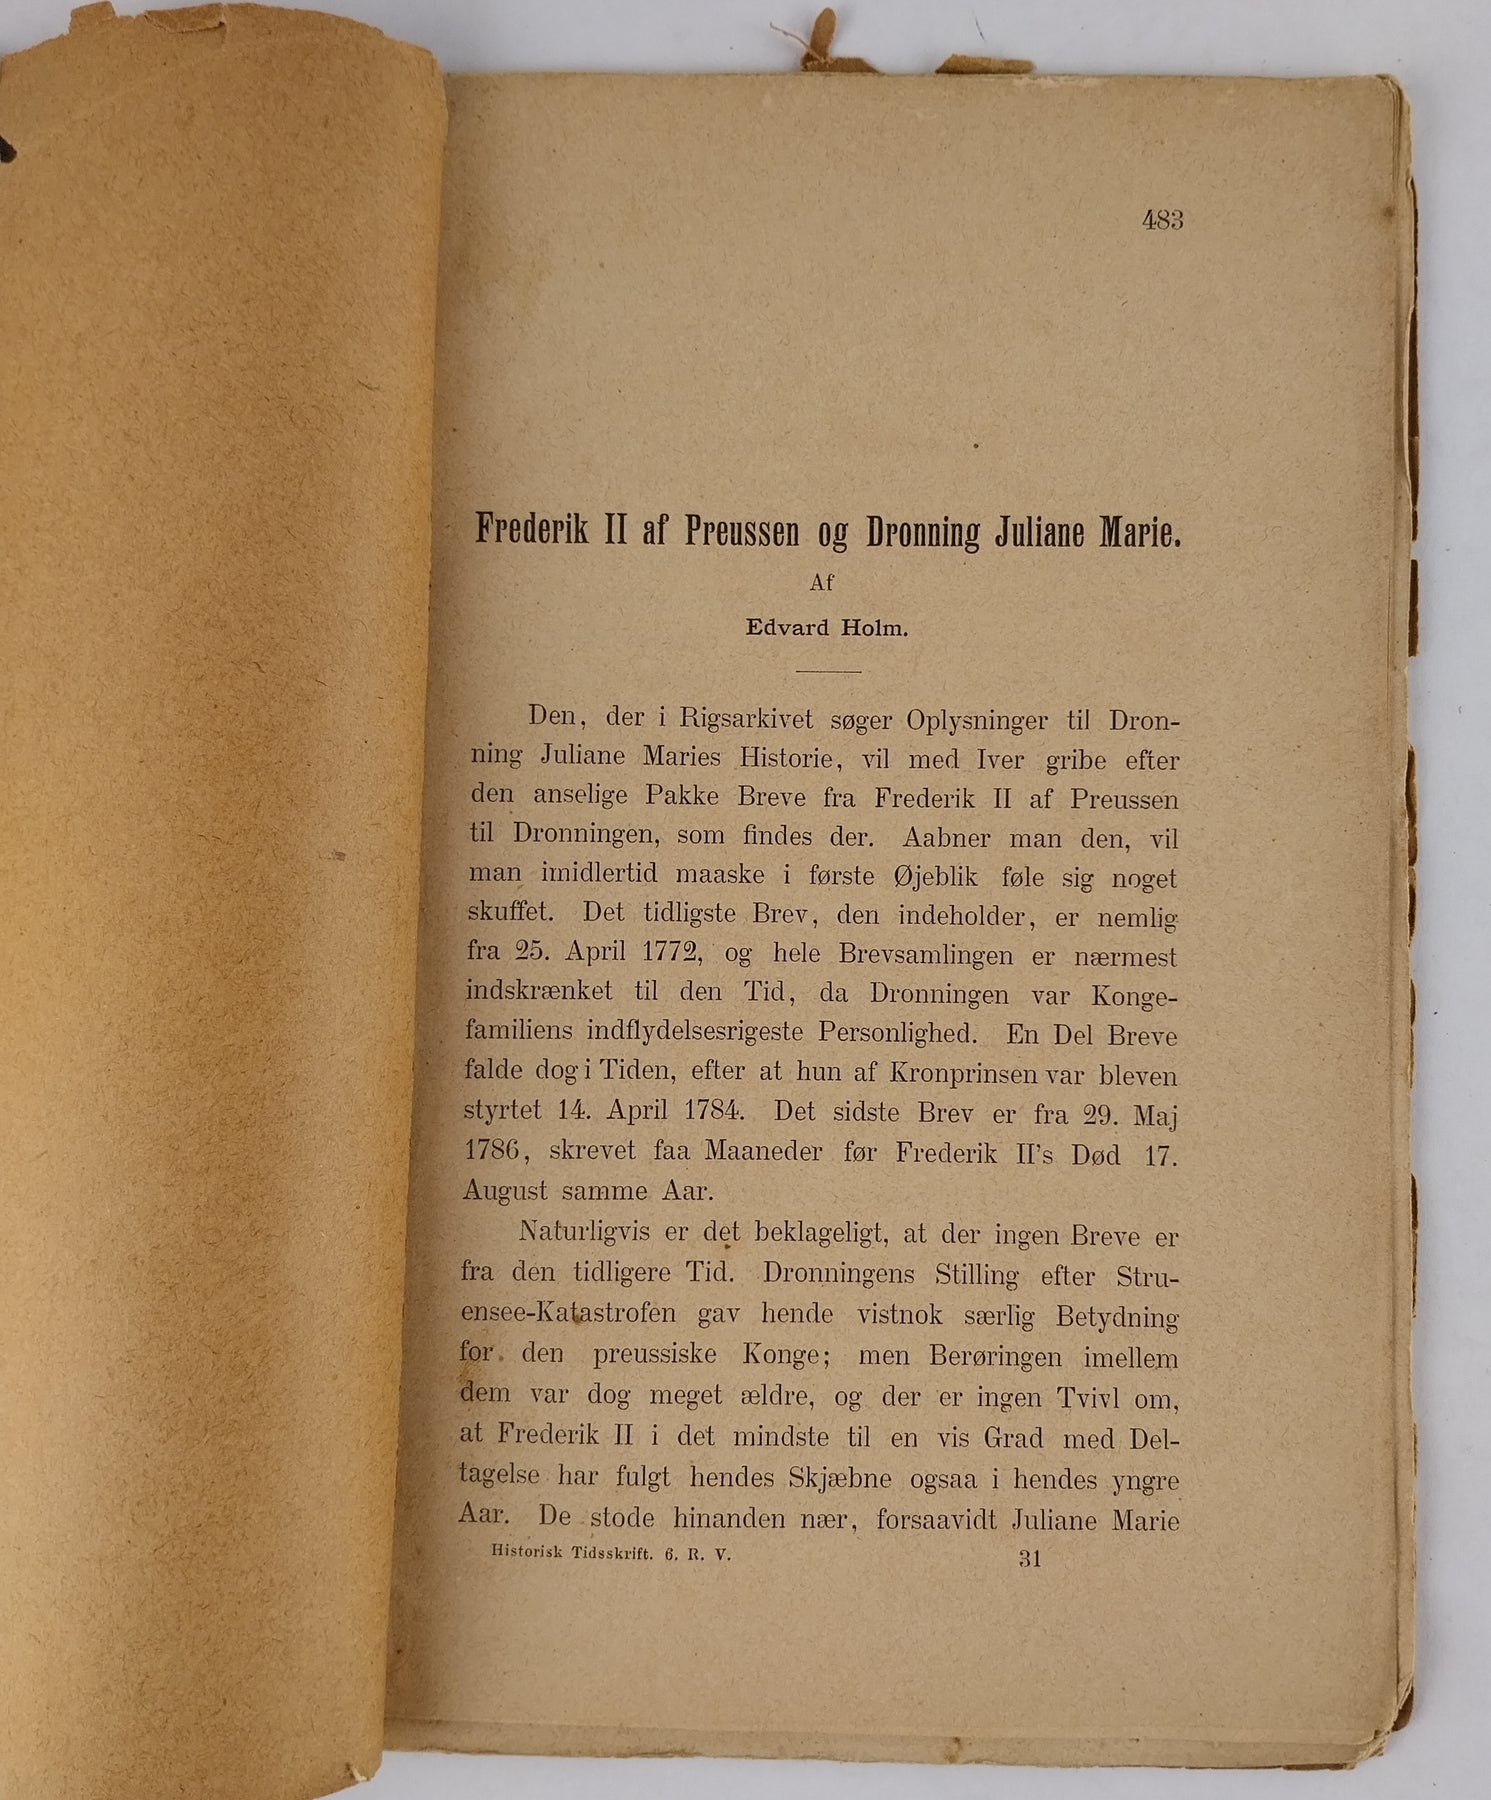 483
Frederik II af Preussen og Dronning Juliane Marie.
Af
Edvard Holm.
Den, der i Rigsarkivet søger Oplysninger til Dron-
ning Juliane Maries Historie, vil med Iver gribe efter
den anselige Pakke Breve fra Frederik II af Preussen
til Dronningen, som findes der. Aabner man den, vil
man imidlertid maaske i første Øjeblik føle sig noget
skuffet. Det tidligste Brev, den indeholder, er nemlig
fra 25. April 1772, og hele Brevsamlingen er nærmest
indskrænket til den Tid, da Dronningen var Konge-
familiens indflydelsesrigeste Personlighed. En Del Breve
falde dog i Tiden, efter at hun af Kronprinsen var bleven
styrtet 14. April 1784. Det sidste Brev er fra 29. Maj
1786, skrevet faa Maaneder før Frederik II's Død 17.
August samme Aar.
Naturligvis er det beklageligt, at der ingen Breve er
fra den tidligere Tid. Dronningens Stilling efter Stru-
ensee-Katastrofen gav hende vistnok særlig Betydning
for den preussiske Konge; men Berøringen imellem
dem var dog meget ældre, og der er ingen Tvivl om,
at Frederik II i det mindste til en vis Grad med Del-
tagelse har fulgt hendes Skjæbne ogsaa i hendes yngre
Aar. De stode hinanden nær, forsaavidt Juliane Marie
Historisk Tidsskrift. 6. R. V. 31